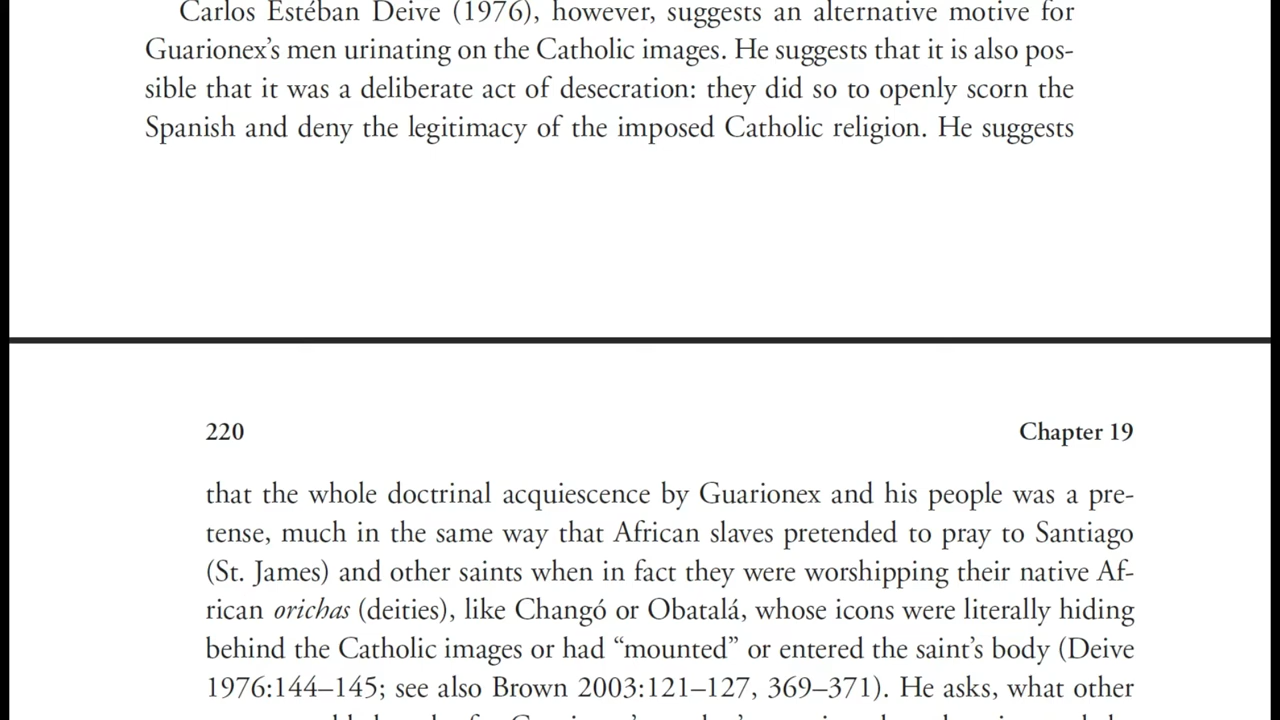 Carlos Estéban Deive (1976), however, suggests an alternative motive for
Guarionex’s men urinating on the Catholic images. He suggests that it is also pos-
sible that it was a deliberate act of desecration: they did so to openly scorn the
Spanish and deny the legitimacy of the imposed Catholic religion. He suggests
220 Chapter 19
that the whole doctrinal acquiescence by Guarionex and his people was a pre-
tense, much in the same way that African slaves pretended to pray to Santiago
(St. James) and other saints when in fact they were worshipping their native Af-
rican orichas (deities), like Changó or Obatalá, whose icons were literally hiding
behind the Catholic images or had “mounted” or entered the saint’s body (Deive
1976:144–145; see also Brown 2003:121–127, 369–371). He asks, what other